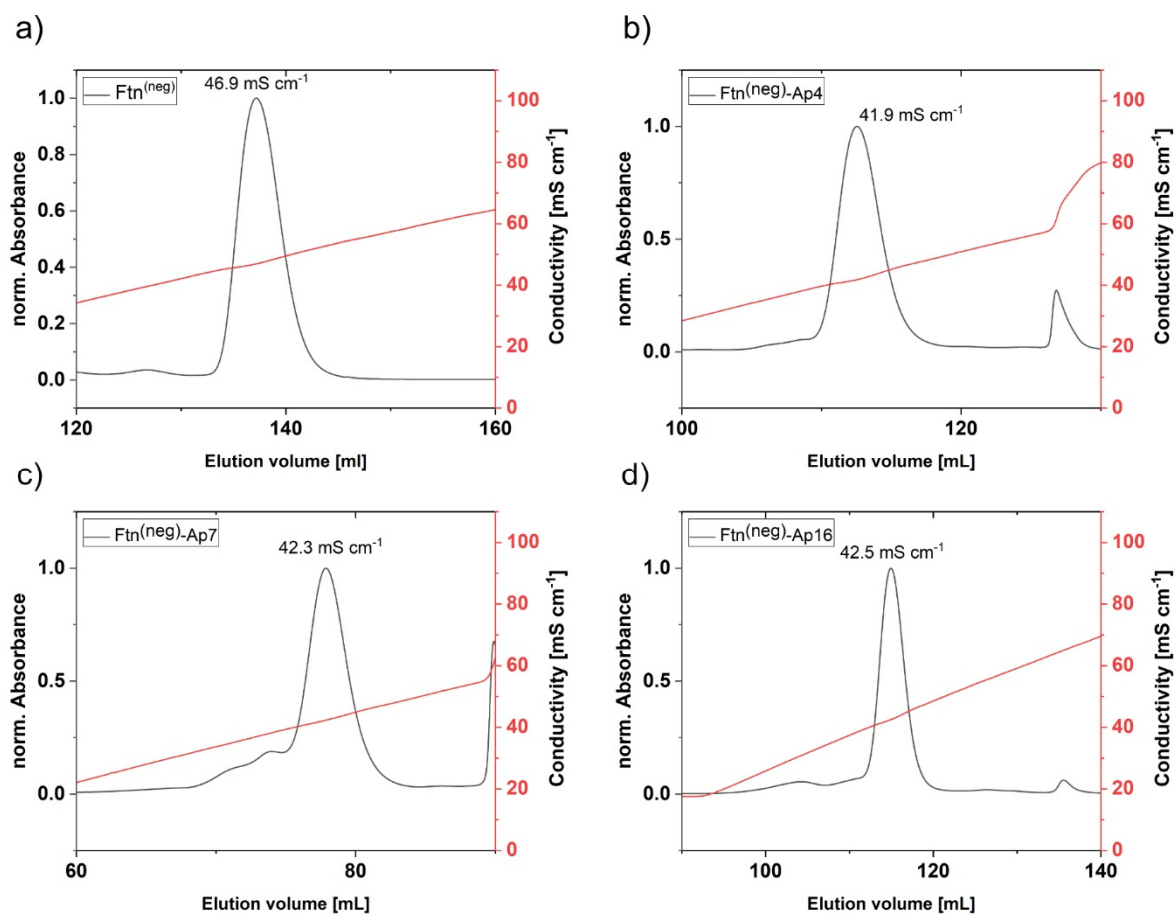 a)
46.9 mS cm⁻¹
Ftn(neg)
1.0
0.8
0.6
0.4
0.2
0.0
norm. Absorbance
100
80
60
40
20
0
Conductivity [mS cm⁻¹]
120
140
160
Elution volume [ml]
b)
Ftn(neg)-Ap4
41.9 mS cm⁻¹
1.0
0.5
0.0
norm. Absorbance
100
80
60
40
20
0
Conductivity [mS cm⁻¹]
100
120
Elution volume [mL]
c)
Ftn(neg)-Ap7
42.3 mS cm⁻¹
1.0
0.5
0.0
norm. Absorbance
100
80
60
40
20
0
Conductivity [mS cm⁻¹]
60
80
Elution volume [mL]
d)
Ftn(neg)-Ap16
42.5 mS cm⁻¹
1.0
0.5
0.0
norm. Absorbance
100
80
60
40
20
0
Conductivity [mS cm⁻¹]
100
120
140
Elution volume [mL]